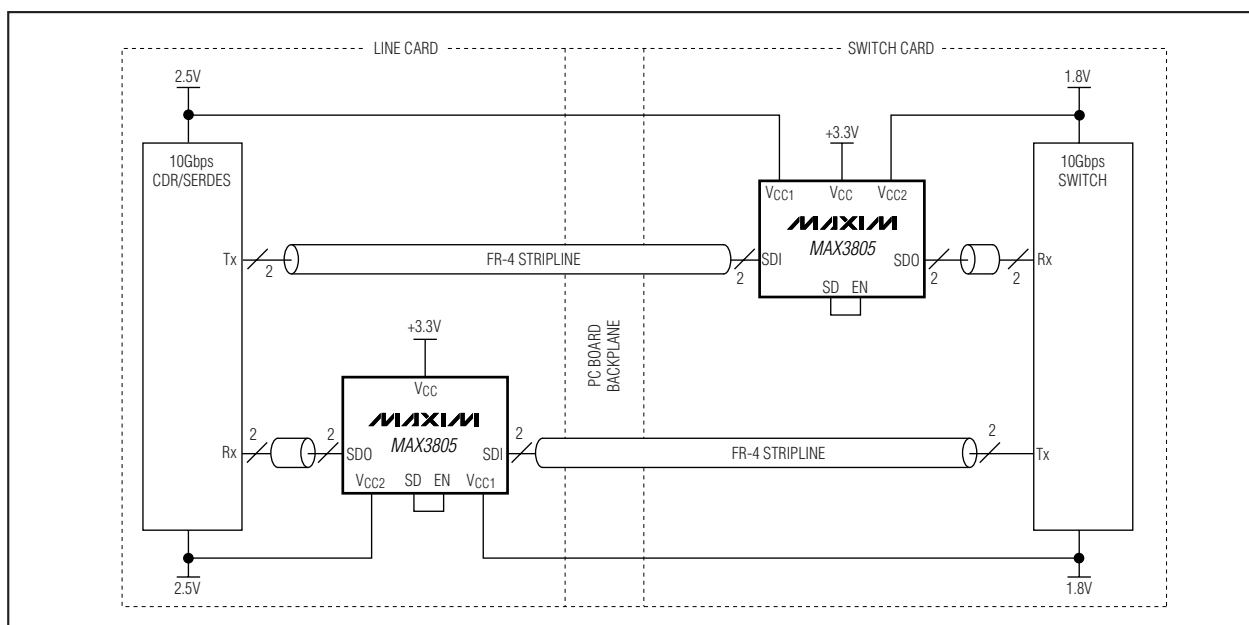 LINE CARD
SWITCH CARD
2.5V
1.8V
+3.3V
10Gbps
CDR/SERDES
10Gbps
SWITCH
VCC1 VCC VCC2
MAXIM
MAX3805
Tx
2
FR-4 STRIPLINE
2
SDI
SDO
2
2
Rx
SD EN
+3.3V
PC BOARD
BACKPLANE
VCC
MAXIM
MAX3805
Rx
2
2
SDO
SDI
2
FR-4 STRIPLINE
2
Tx
VCC2 SD EN VCC1
2.5V
1.8V